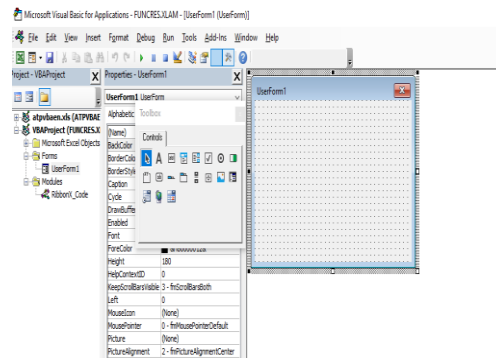 Microsoft Visual Basic for Applications - FUNCRES.XLAM - [UserForm1 (UserForm)]
File Edit View Insert Format Debug Run Tools Add-Ins Window Help
roject - VBAProject X
Properties - UserForm1 X
atpvbaen.xls (ATPVBAE
VBAProject (FUNCRES.X
Microsoft Excel Objects
Forms
UserForm1
Modules
RibbonX_Code
UserForm1 UserForm
Alphabetic
Toolbox
Controls
(Name)
BackColor
BorderColo
BorderStyle
Caption
Cycle
DrawBuffe
Enabled
Font
ForeColor
Height 180
HelpContextID 0
KeepScrollBarsVisible 3 - fmScrollBarsBoth
Left 0
MouseIcon (None)
MousePointer 0 - fmMousePointerDefault
Picture (None)
PictureAlignment 2 - fmPictureAlignmentCenter
UserForm1